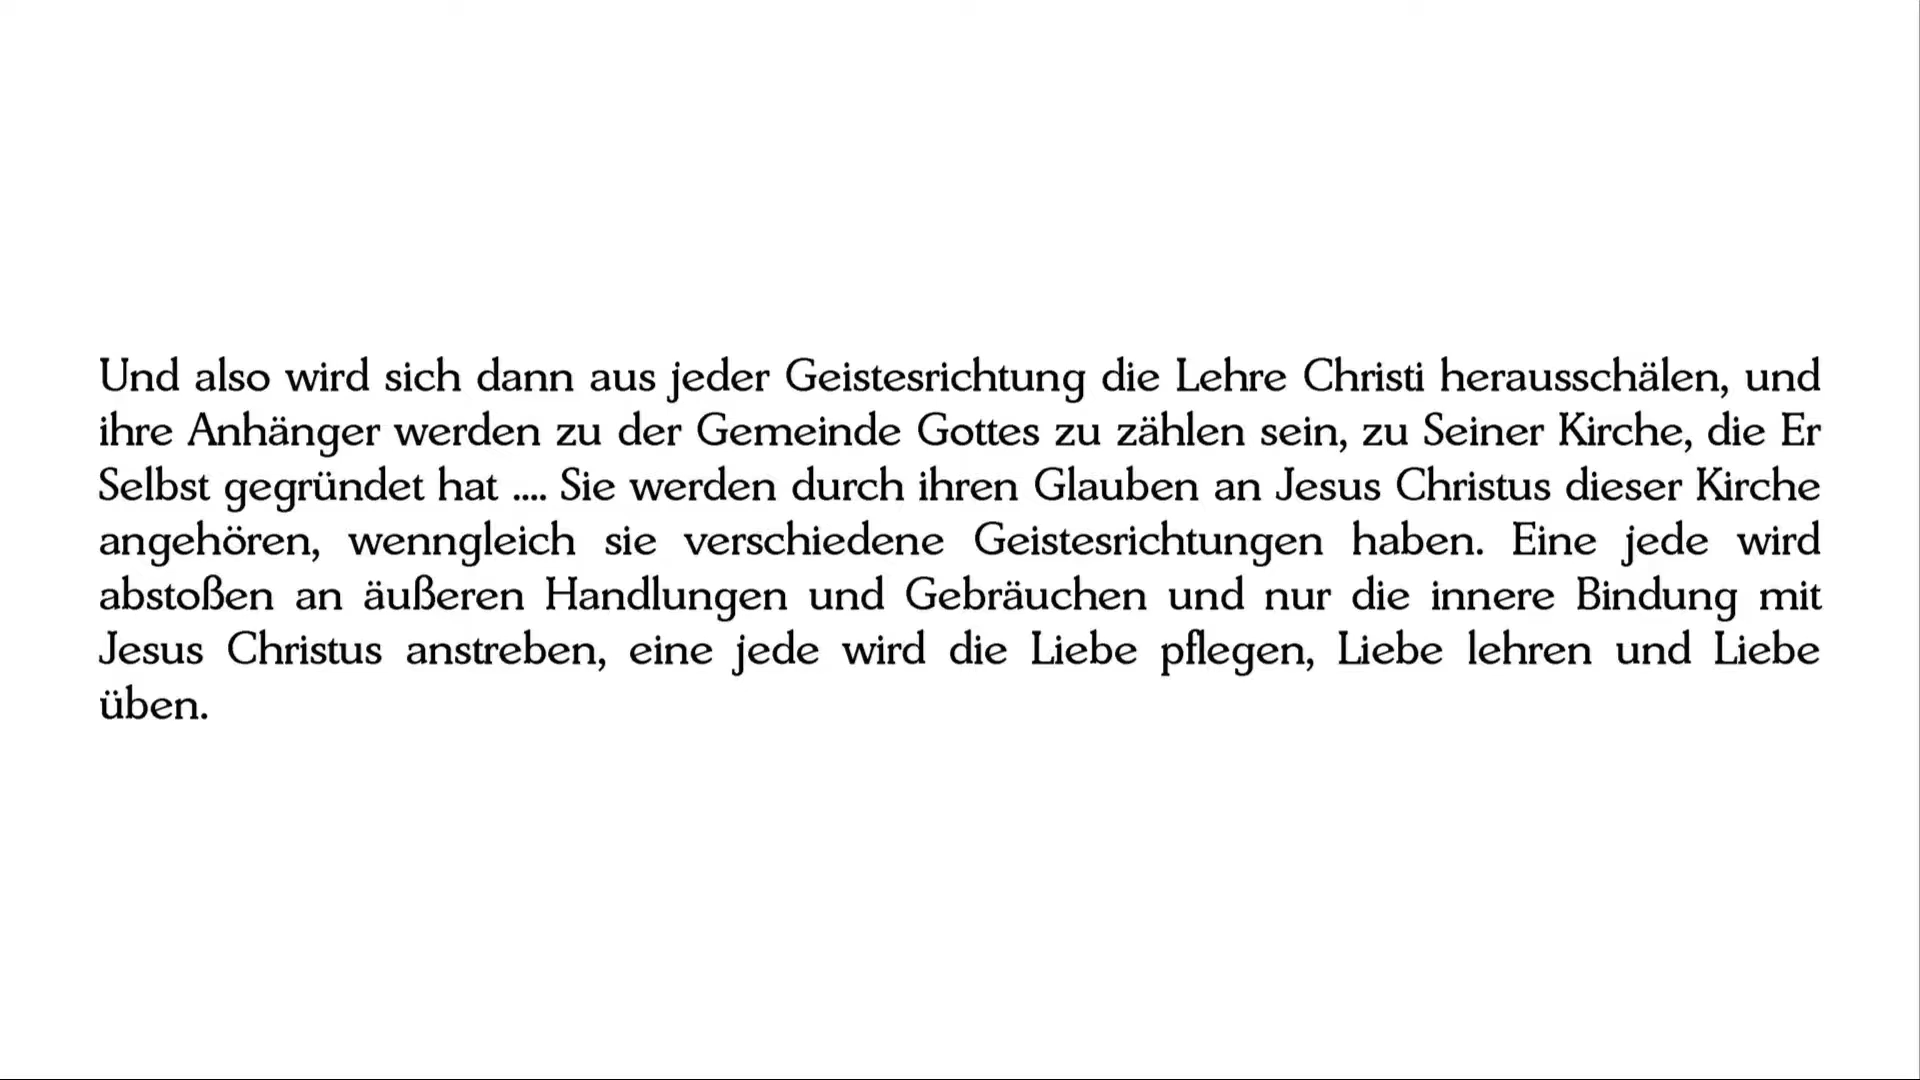 Und also wird sich dann aus jeder Geistesrichtung die Lehre Christi herausschälen, und
ihre Anhänger werden zu der Gemeinde Gottes zu zählen sein, zu Seiner Kirche, die Er
Selbst gegründet hat .... Sie werden durch ihren Glauben an Jesus Christus dieser Kirche
angehören, wenngleich sie verschiedene Geistesrichtungen haben. Eine jede wird
abstoßen an äußeren Handlungen und Gebräuchen und nur die innere Bindung mit
Jesus Christus anstreben, eine jede wird die Liebe pflegen, Liebe lehren und Liebe
üben.